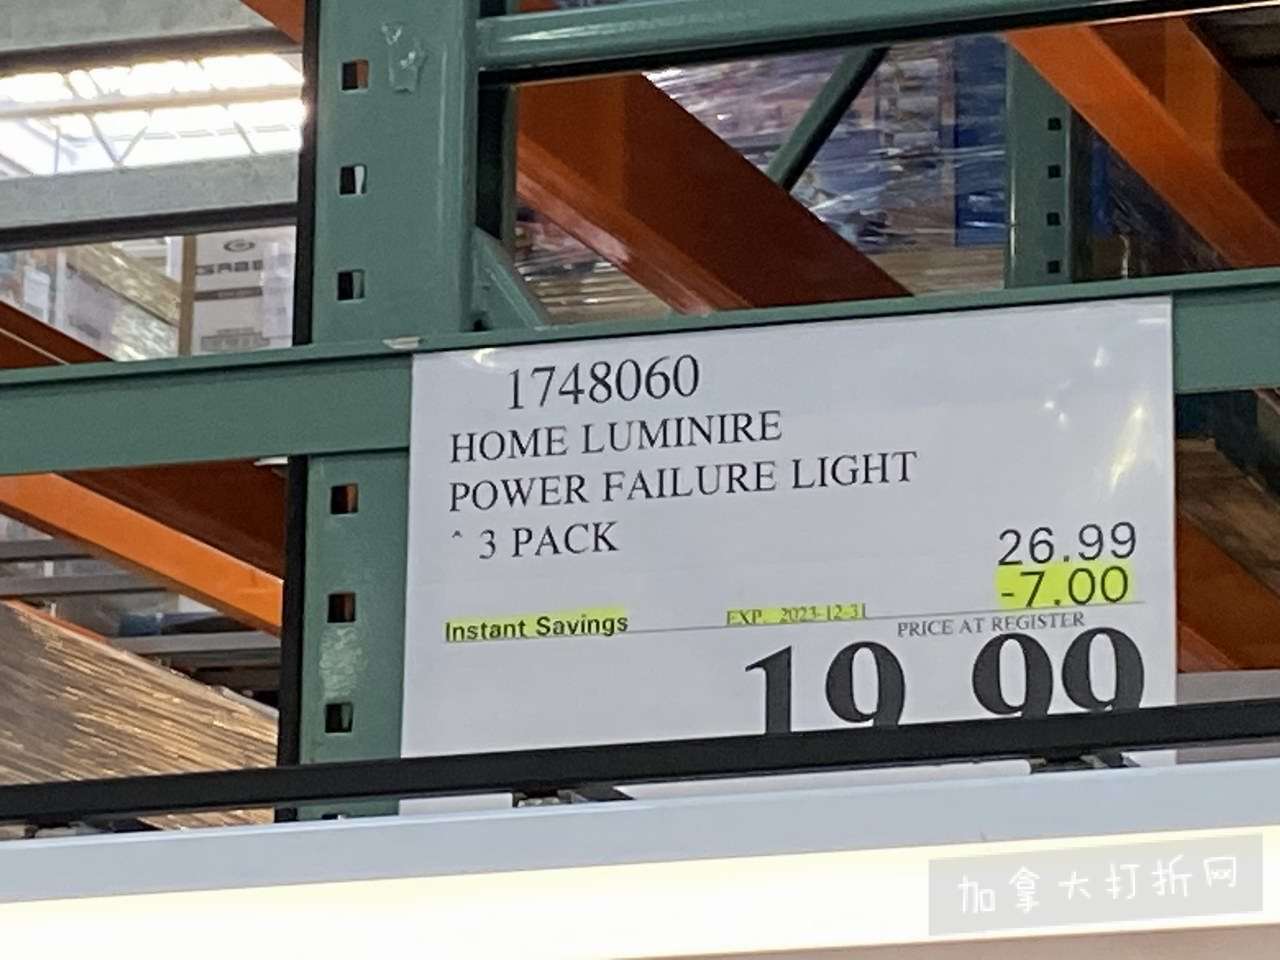 1748060
HOME LUMINIRE
POWER FAILURE LIGHT
^ 3 PACK
26.99
-7.00
Instant Savings
EXP. 2023-12-31
PRICE AT REGISTER
19.99
加拿大打折网